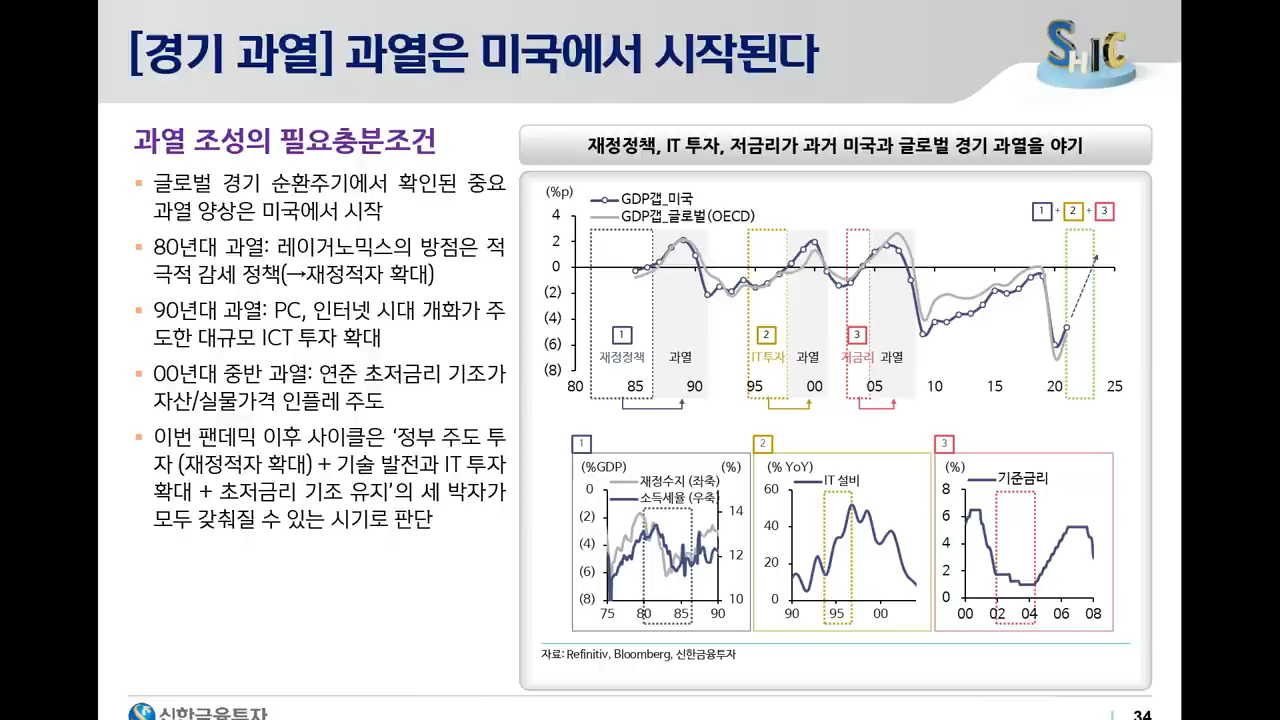 [경기 과열] 과열은 미국에서 시작된다
SHIC
과열 조성의 필요충분조건
글로벌 경기 순환주기에서 확인된 중요
과열 양상은 미국에서 시작
80년대 과열: 레이거노믹스의 방점은 적
극적 감세 정책(→재정적자 확대)
90년대 과열: PC, 인터넷 시대 개화가 주
도한 대규모 ICT 투자 확대
00년대 중반 과열: 연준 초저금리 기조가
자산/실물가격 인플레 주도
이번 팬데믹 이후 사이클은 ‘정부 주도 투
자 (재정적자 확대) + 기술 발전과 IT 투자
확대 + 초저금리 기조 유지’의 세 박자가
모두 갖춰질 수 있는 시기로 판단
재정정책, IT 투자, 저금리가 과거 미국과 글로벌 경기 과열을 야기
(%p)
GDP갭_미국
GDP갭_글로벌(OECD)
1 + 2 + 3
4
2
0
(2)
(4)
(6)
(8)
1
재정정책
과열
2
IT투자
과열
3
저금리
과열
80 85 90 95 00 05 10 15 20 25
1
(%GDP)
(%)
재정수지 (좌축)
소득세율 (우축)
0
(2)
(4)
(6)
(8)
14
12
10
75 80 85 90
2
(% YoY)
IT 설비
60
40
20
0
90 95 00
3
(%)
기준금리
8
6
4
2
0
00 02 04 06 08
자료: Refinitiv, Bloomberg, 신한금융투자
신한금융투자
34